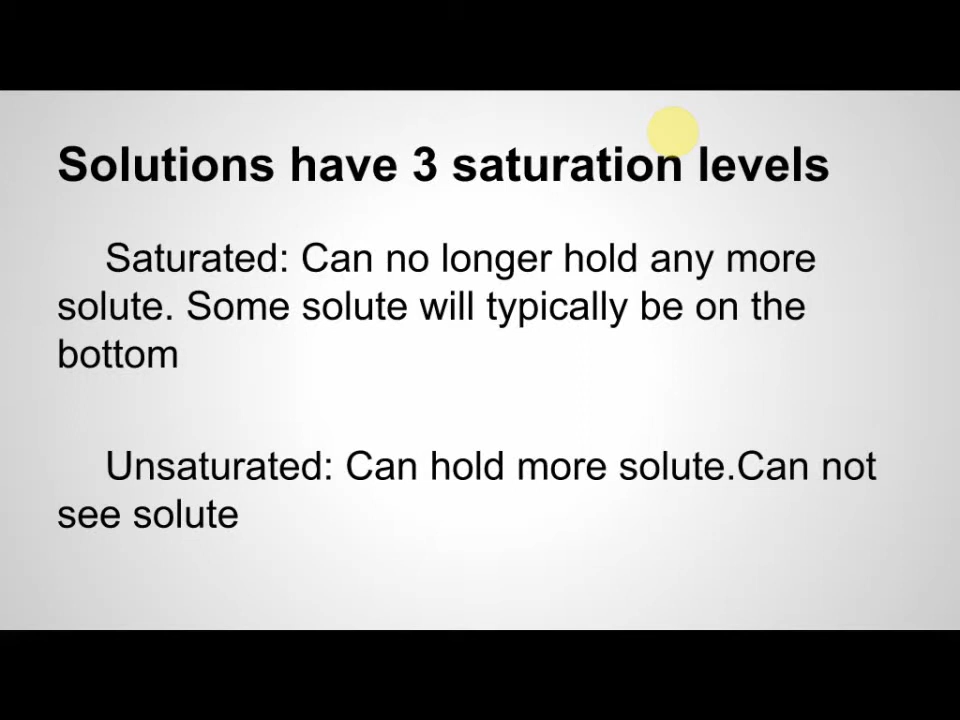 Solutions have 3 saturation levels
Saturated: Can no longer hold any more
solute. Some solute will typically be on the
bottom
Unsaturated: Can hold more solute.Can not
see solute